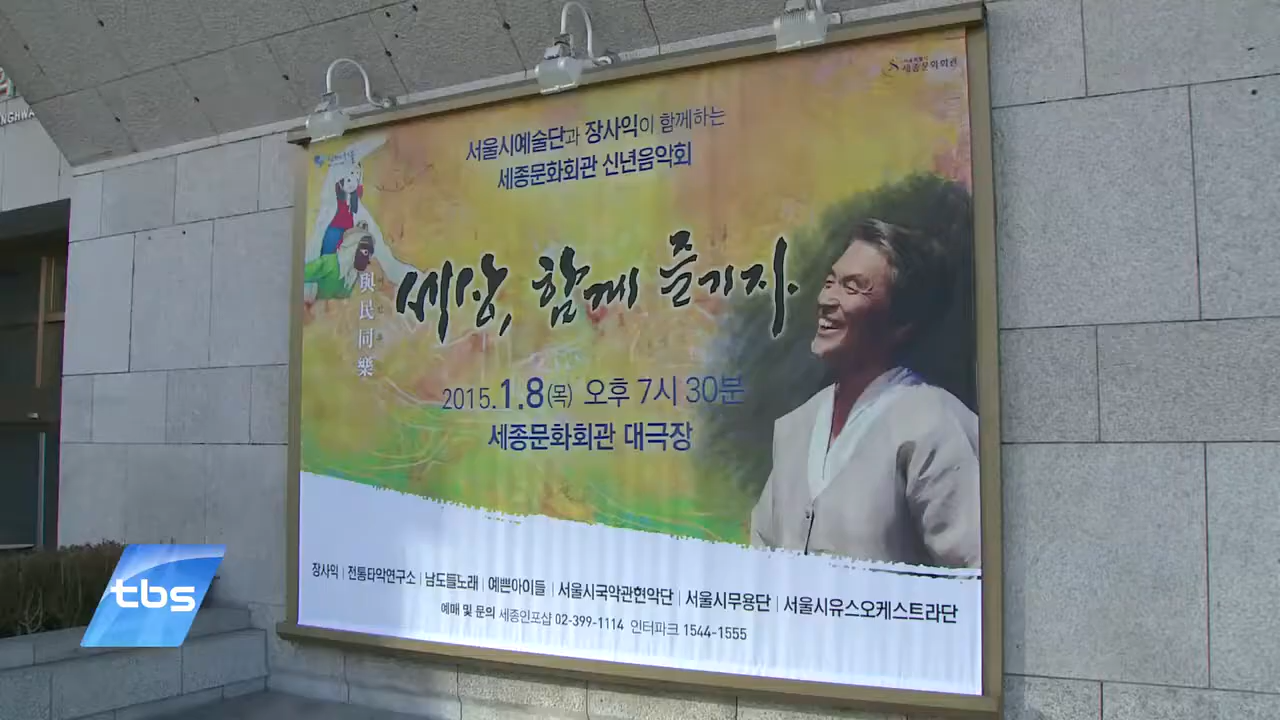 세종문화회관
서울시예술단과 장사익이 함께하는
세종문화회관 신년음악회
與民同樂
세상, 함께 즐기자.
2015.1.8(목) 오후 7시 30분
세종문화회관 대극장
장사익 | 전통타악연구소 | 남도들노래 | 예쁜아이들 | 서울시국악관현악단 | 서울시무용단 | 서울시유스오케스트라단
예매 및 문의 세종인포샵 02-399-1114 인터파크 1544-1555
tbs